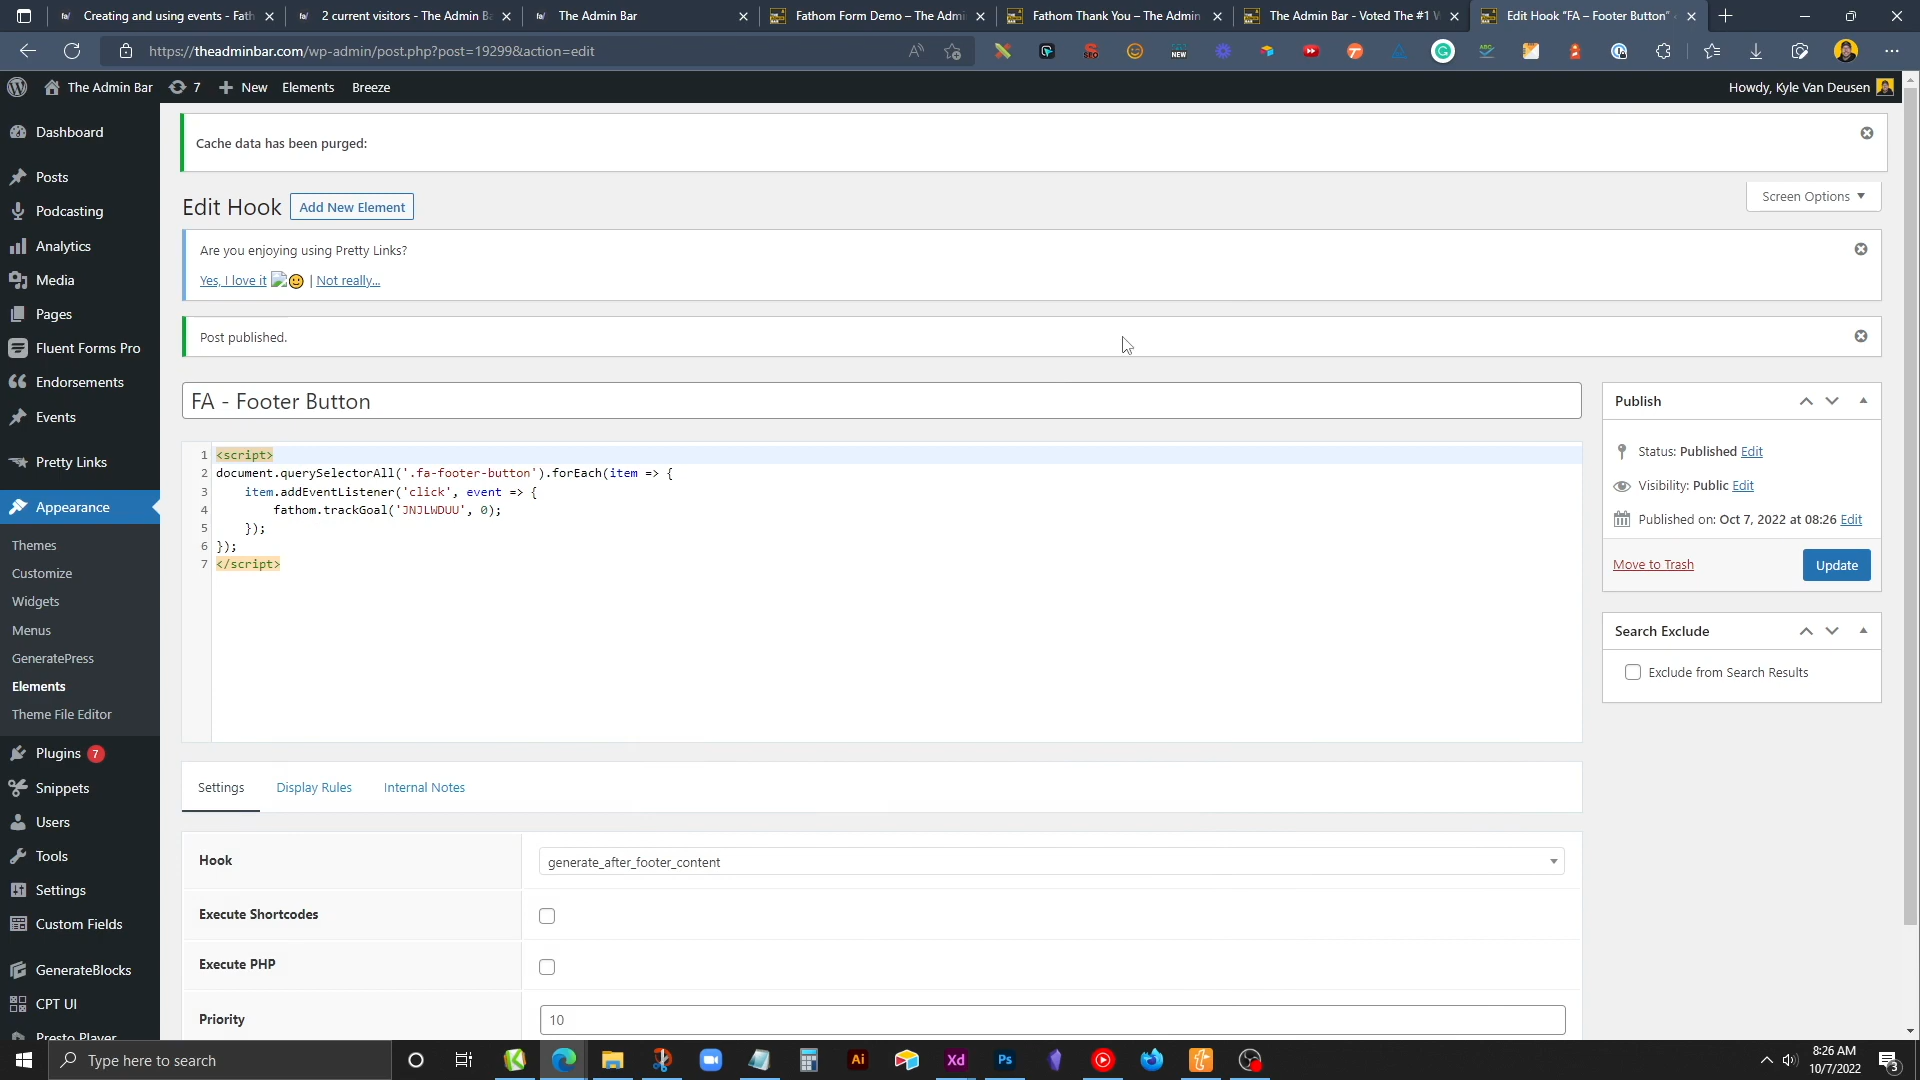 Creating and using events - Fath
2 current visitors - The Admin Ba
The Admin Bar
Fathom Form Demo – The Admi
Fathom Thank You – The Admin
The Admin Bar - Voted The #1 W
Edit Hook “FA – Footer Button”
https://theadminbar.com/wp-admin/post.php?post=19299&action=edit
The Admin Bar
7
New
Elements
Breeze
Howdy, Kyle Van Deusen
Dashboard
Posts
Podcasting
Analytics
Media
Pages
Fluent Forms Pro
Endorsements
Events
Pretty Links
Appearance
Themes
Customize
Widgets
Menus
GeneratePress
Elements
Theme File Editor
Plugins 7
Snippets
Users
Tools
Settings
Custom Fields
GenerateBlocks
CPT UI
Presto Player
Cache data has been purged:
Edit Hook
Add New Element
Screen Options
Are you enjoying using Pretty Links?
Yes, I love it | Not really...
Post published.
FA - Footer Button
1 <script>
2 document.querySelectorAll('.fa-footer-button').forEach(item => {
3 item.addEventListener('click', event => {
4 fathom.trackGoal('JNJLWDUU', 0);
5 });
6 });
7 </script>
Settings
Display Rules
Internal Notes
Hook
generate_after_footer_content
Execute Shortcodes
Execute PHP
Priority
10
Publish
Status: Published Edit
Visibility: Public Edit
Published on: Oct 7, 2022 at 08:26 Edit
Move to Trash
Update
Search Exclude
Exclude from Search Results
Type here to search
Ai
Xd
Ps
8:26 AM
10/7/2022
3